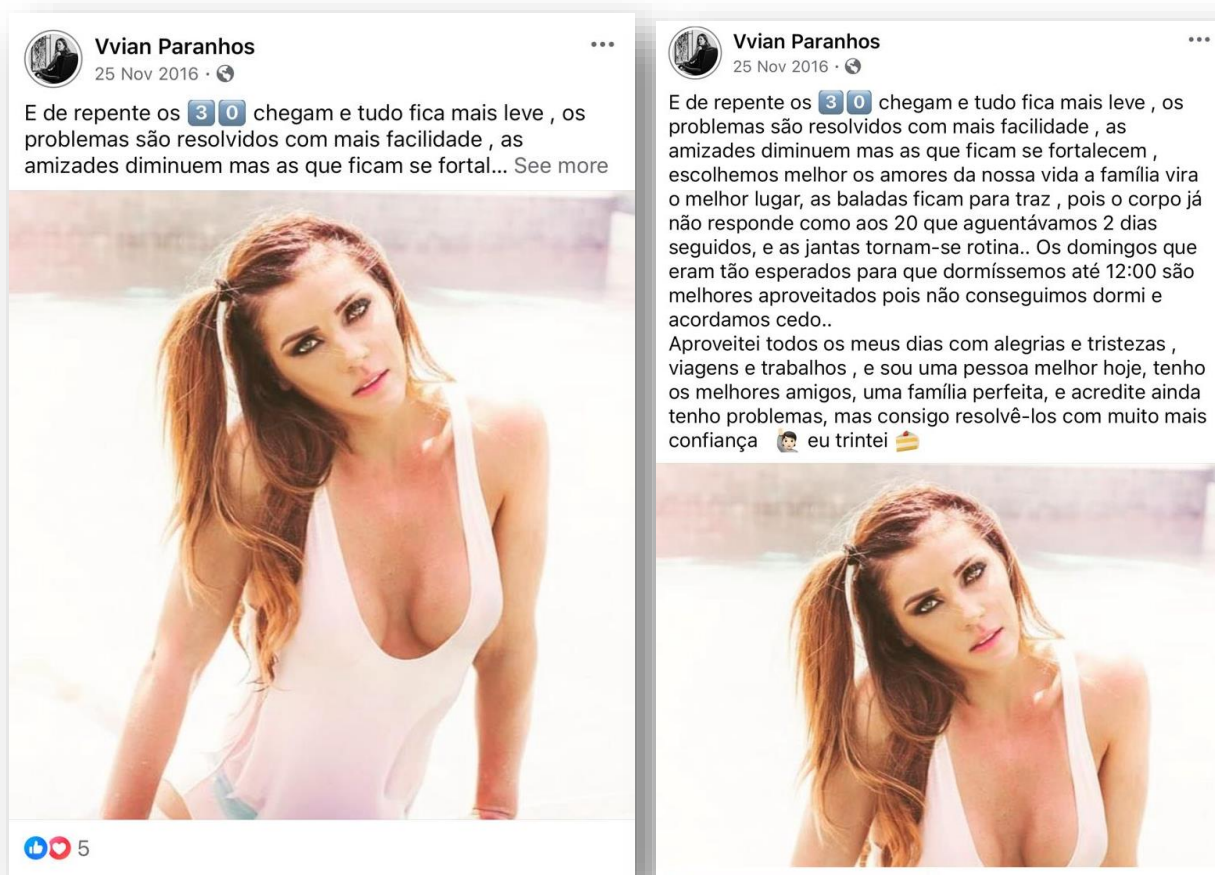 Vvian Paranhos
25 Nov 2016 ·
E de repente os 3️⃣0️⃣ chegam e tudo fica mais leve , os
problemas são resolvidos com mais facilidade , as
amizades diminuem mas as que ficam se fortal... See more
5
Vvian Paranhos
25 Nov 2016 ·
E de repente os 3️⃣0️⃣ chegam e tudo fica mais leve , os
problemas são resolvidos com mais facilidade , as
amizades diminuem mas as que ficam se fortalecem ,
escolhemos melhor os amores da nossa vida a família vira
o melhor lugar, as baladas ficam para traz , pois o corpo já
não responde como aos 20 que aguentávamos 2 dias
seguidos, e as jantas tornam-se rotina.. Os domingos que
eram tão esperados para que dormíssemos até 12:00 são
melhores aproveitados pois não conseguimos dormi e
acordamos cedo..
Aproveitei todos os meus dias com alegrias e tristezas ,
viagens e trabalhos , e sou uma pessoa melhor hoje, tenho
os melhores amigos, uma família perfeita, e acredite ainda
tenho problemas, mas consigo resolvê-los com muito mais
confiança 🙋🏻 eu trintei 🍰